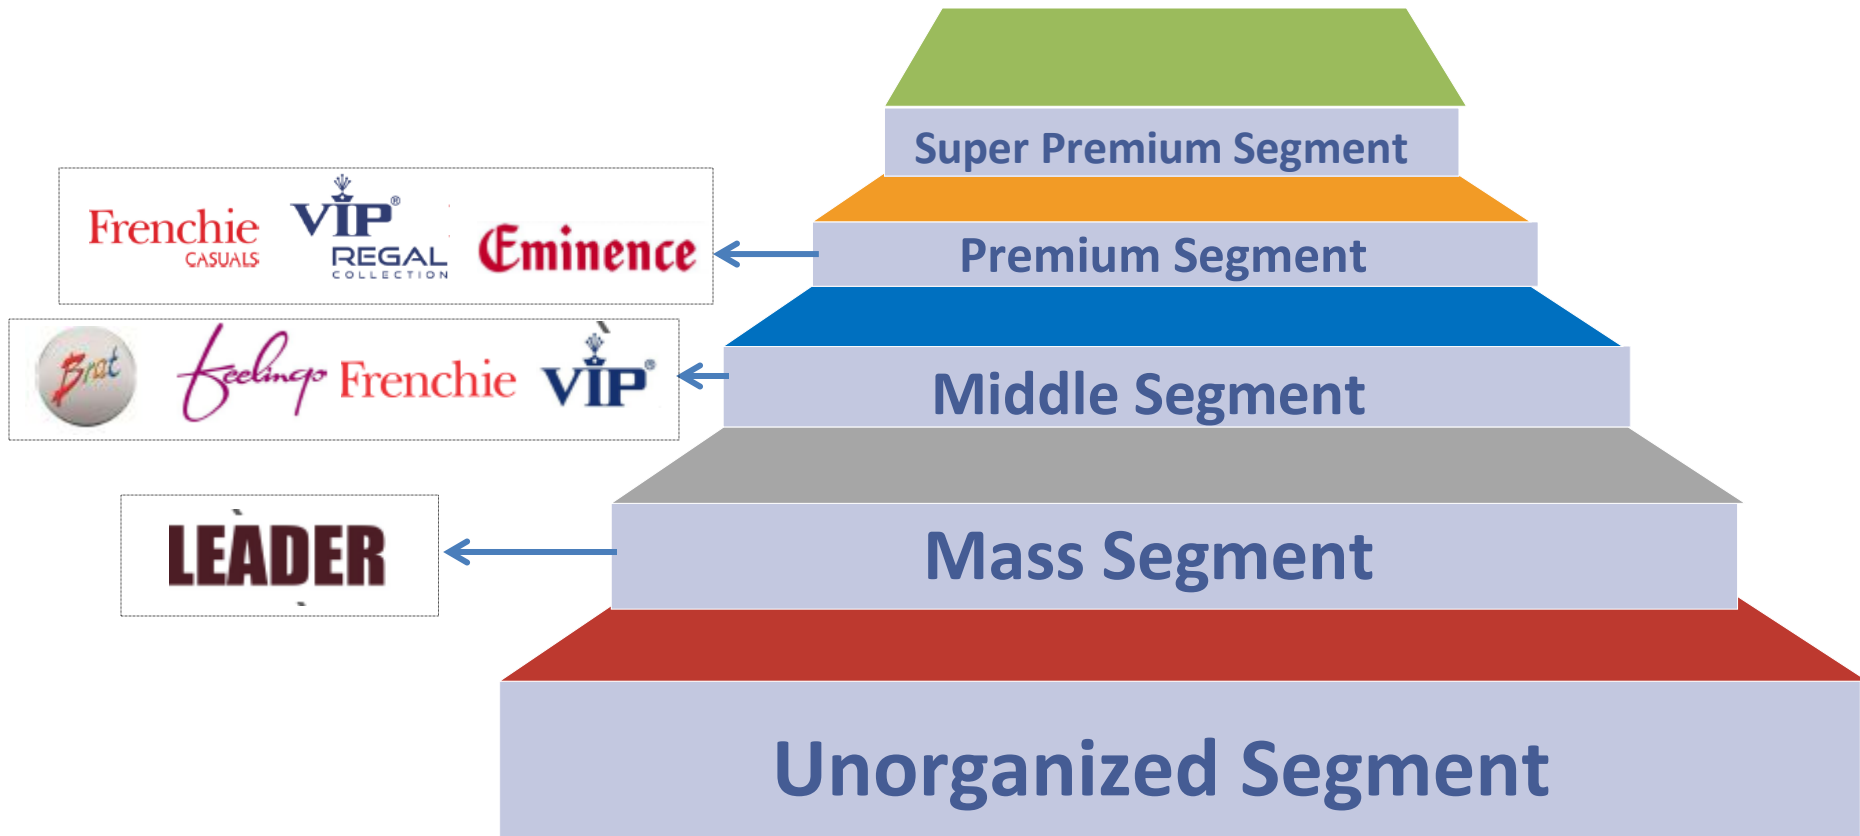 Super Premium Segment
Frenchie
CASUALS
VIP®
REGAL
COLLECTION
Eminence
Premium Segment
Brat
feelings
Frenchie
VIP®
Middle Segment
LEADER
Mass Segment
Unorganized Segment